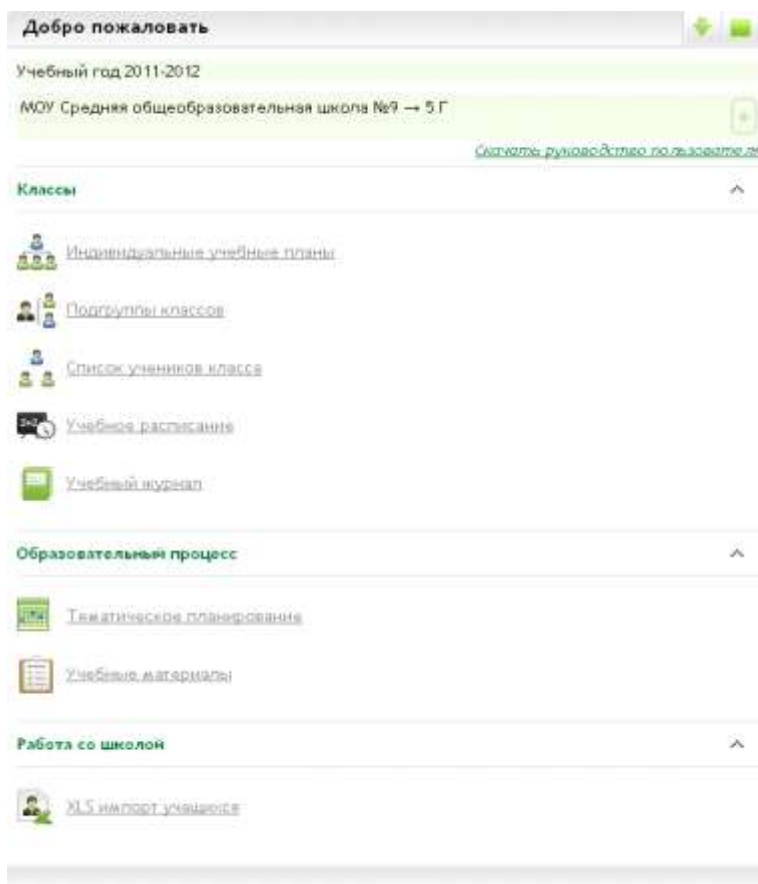 Добро пожаловать
Учебный год 2011-2012
МОУ Средняя общеобразовательная школа №9 → 5 Г
Скачать руководство пользователя
Классы
Индивидуальные учебные планы
Подгруппы классов
Список учеников класса
Учебное расписание
Учебный журнал
Образовательный процесс
Тематическое планирование
Учебные материалы
Работа со школой
XLS импорт учащихся